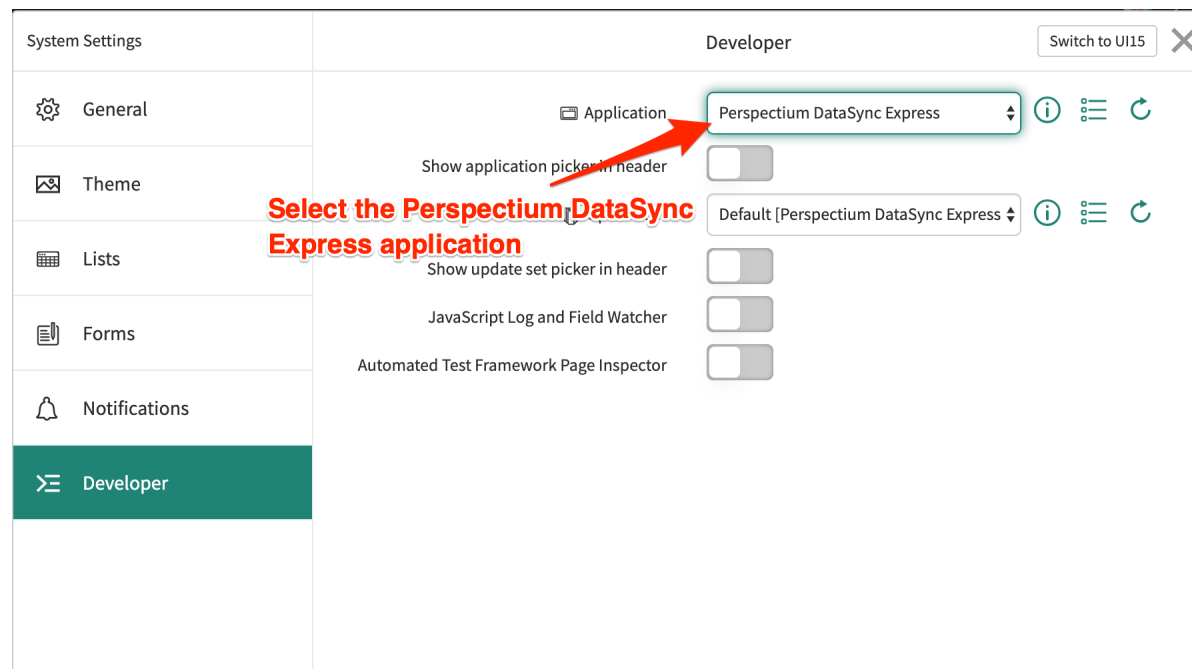 System Settings
Developer
Switch to UI15
General
Application
Perspectium DataSync Express
Show application picker in header
Theme
Select the Perspectium DataSync
Express application
Default [Perspectium DataSync Express
Lists
Show update set picker in header
JavaScript Log and Field Watcher
Forms
Automated Test Framework Page Inspector
Notifications
Developer